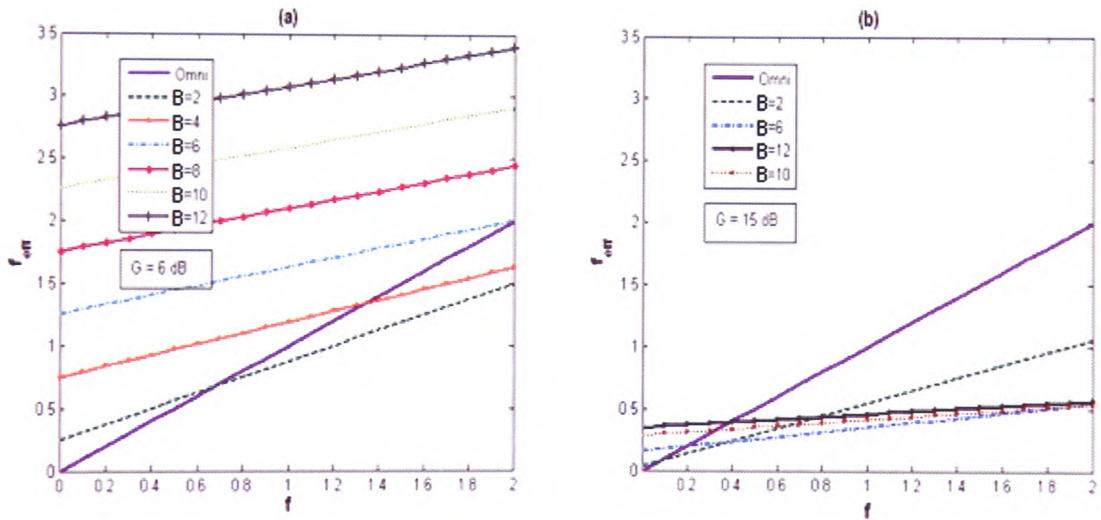 (a)
3.5
3
2.5
2
1.5
1
0.5
0
f_eff
Omni
B=2
B=4
B=6
B=8
B=10
B=12
G = 6 dB
0 0.2 0.4 0.6 0.8 1 1.2 1.4 1.6 1.8 2
f
(b)
3.5
3
2.5
2
1.5
1
0.5
0
f_eff
Omni
B=2
B=6
B=12
B=10
G = 15 dB
0.2 0.4 0.6 0.8 1 1.2 1.4 1.6 1.8 2
f